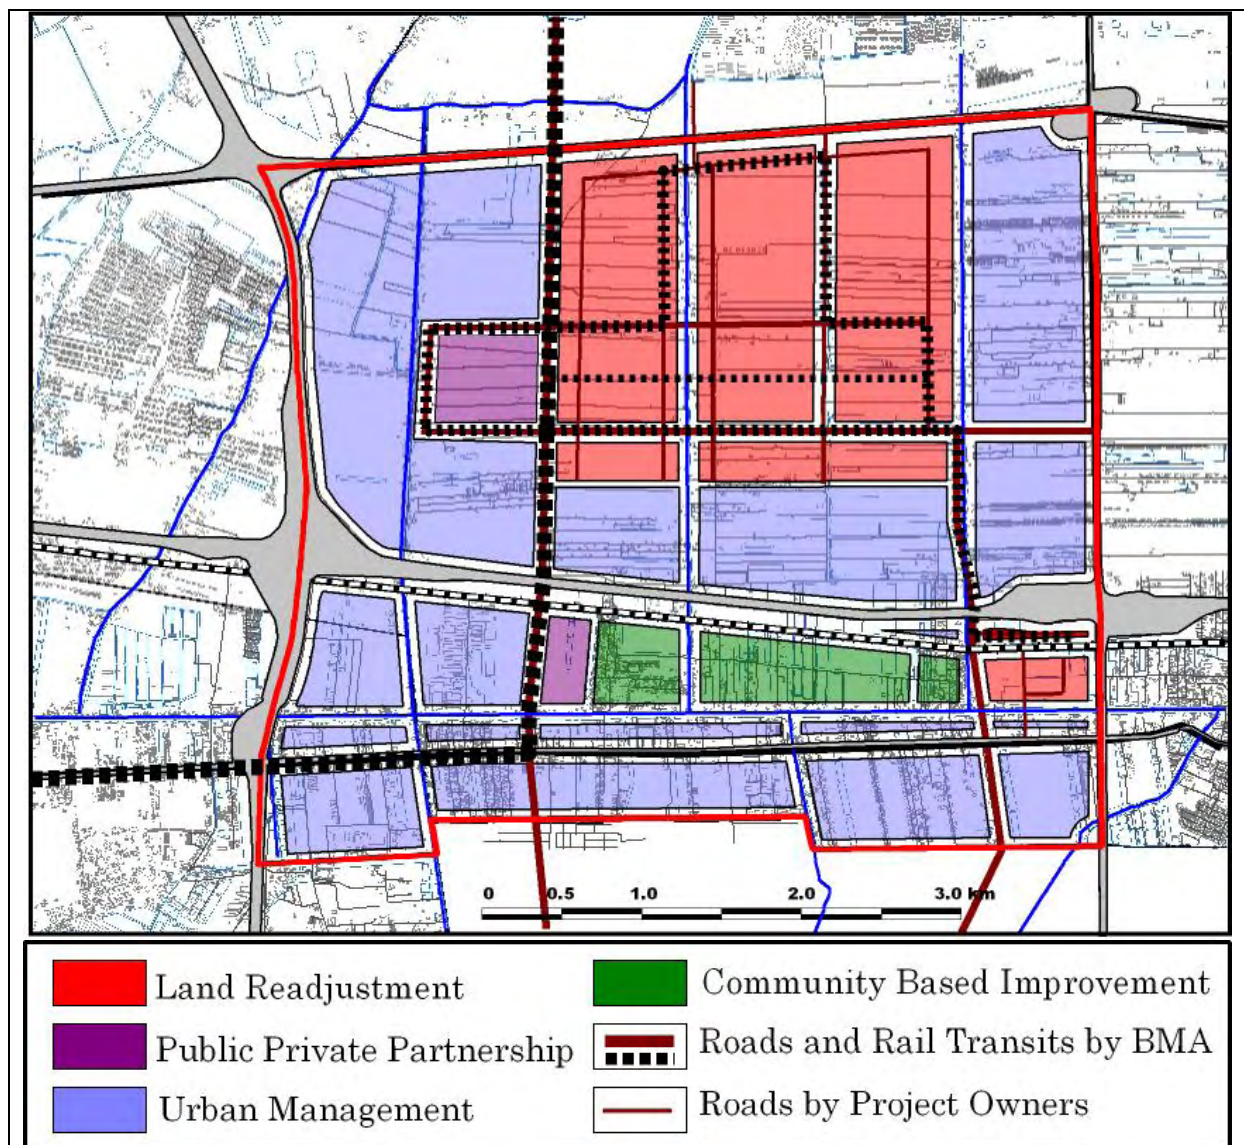 0 0.5 1.0 2.0 3.0 km
Land Readjustment
Community Based Improvement
Public Private Partnership
Roads and Rail Transits by BMA
Urban Management
Roads by Project Owners